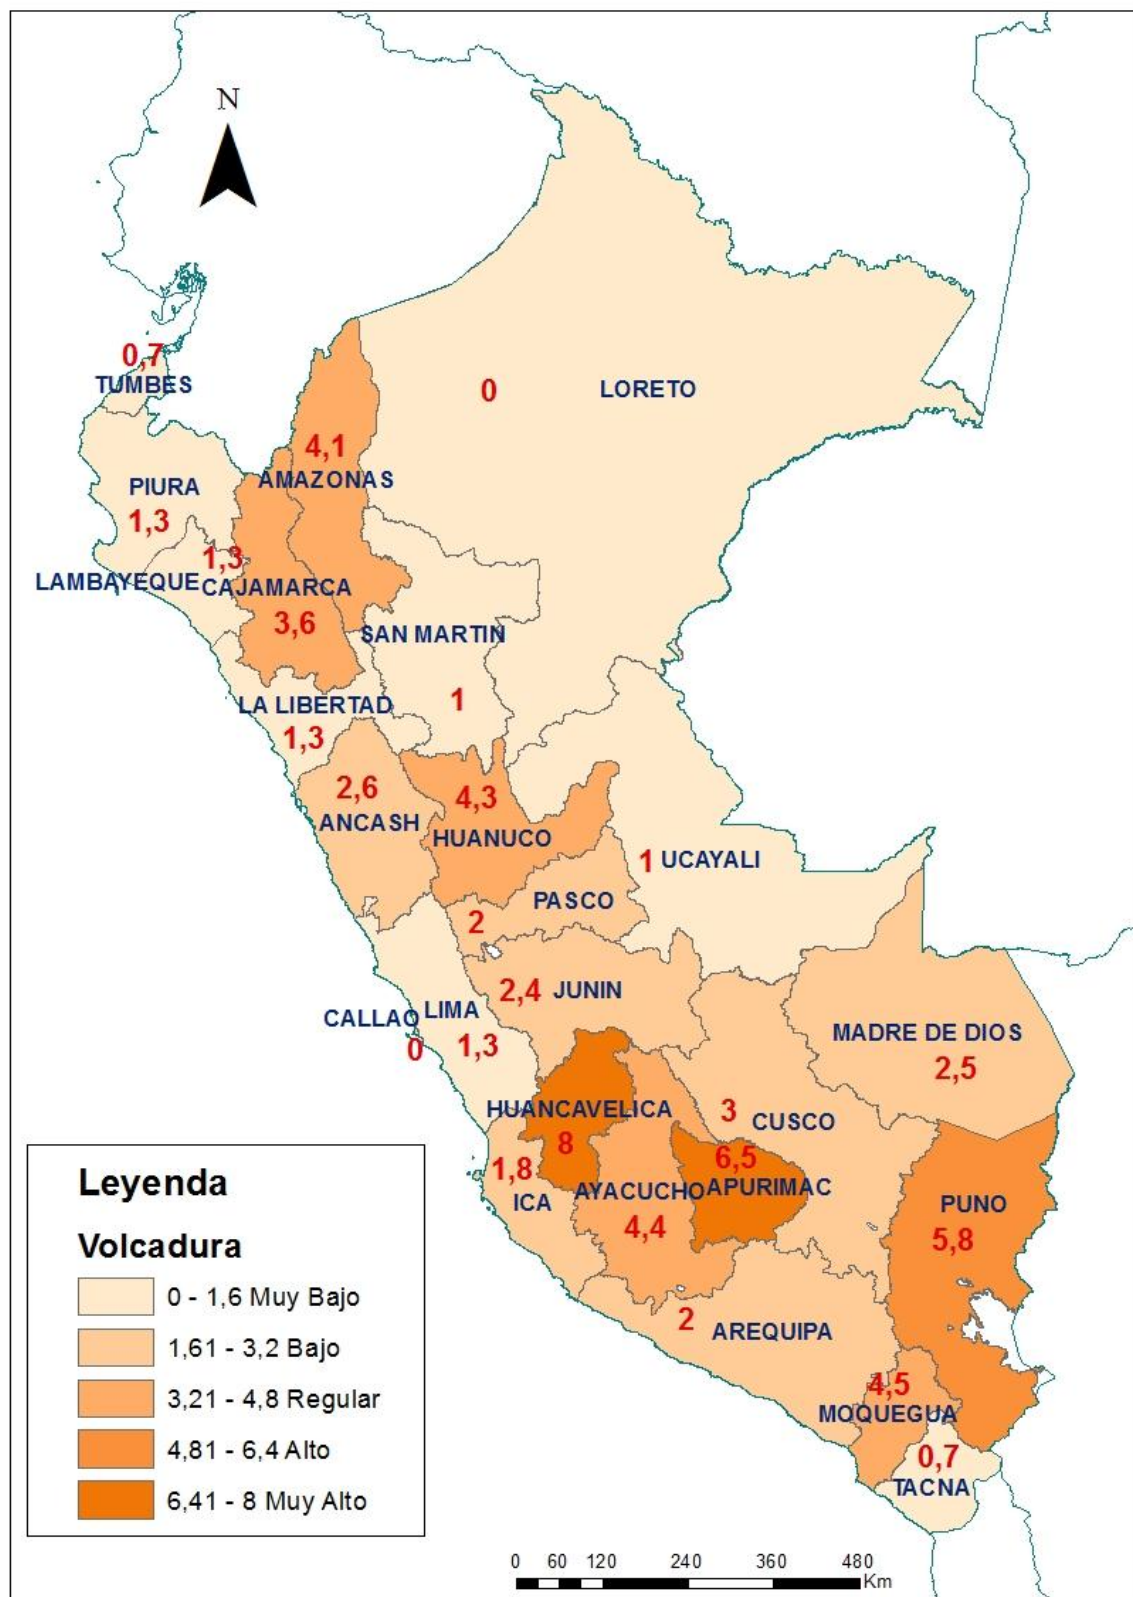 N
0,7
TUMBES
0
LORETO
4,1
AMAZONAS
PIURA
1,3
1,3
LAMBAYEQUE
CAJAMARCA
3,6
SAN MARTIN
1
LA LIBERTAD
1,3
2,6
ANCASH
4,3
HUANUCO
1
UCAYALI
PASCO
2
2,4
JUNIN
CALLAO
0
LIMA
1,3
MADRE DE DIOS
2,5
HUANCAVELICA
8
3
CUSCO
6,5
APURIMAC
1,8
ICA
AYACUCHO
4,4
PUNO
5,8
2
AREQUIPA
4,5
MOQUEGUA
0,7
TACNA
Leyenda
Volcadura
0 - 1,6 Muy Bajo
1,61 - 3,2 Bajo
3,21 - 4,8 Regular
4,81 - 6,4 Alto
6,41 - 8 Muy Alto
0 60 120 240 360 480
Km